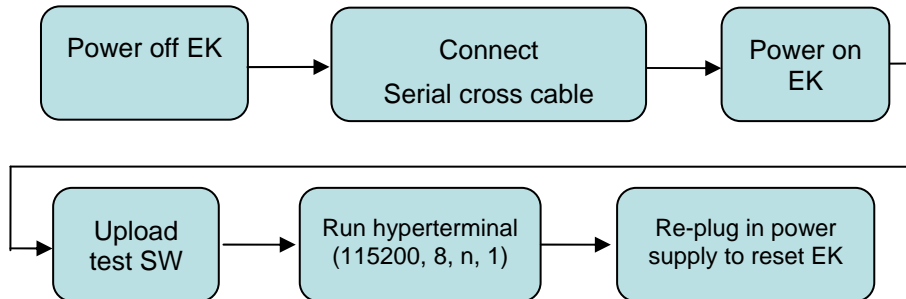 Power off EK
Connect
Serial cross cable
Power on
EK
Upload
test SW
Run hyperterminal
(115200, 8, n, 1)
Re-plug in power
supply to reset EK